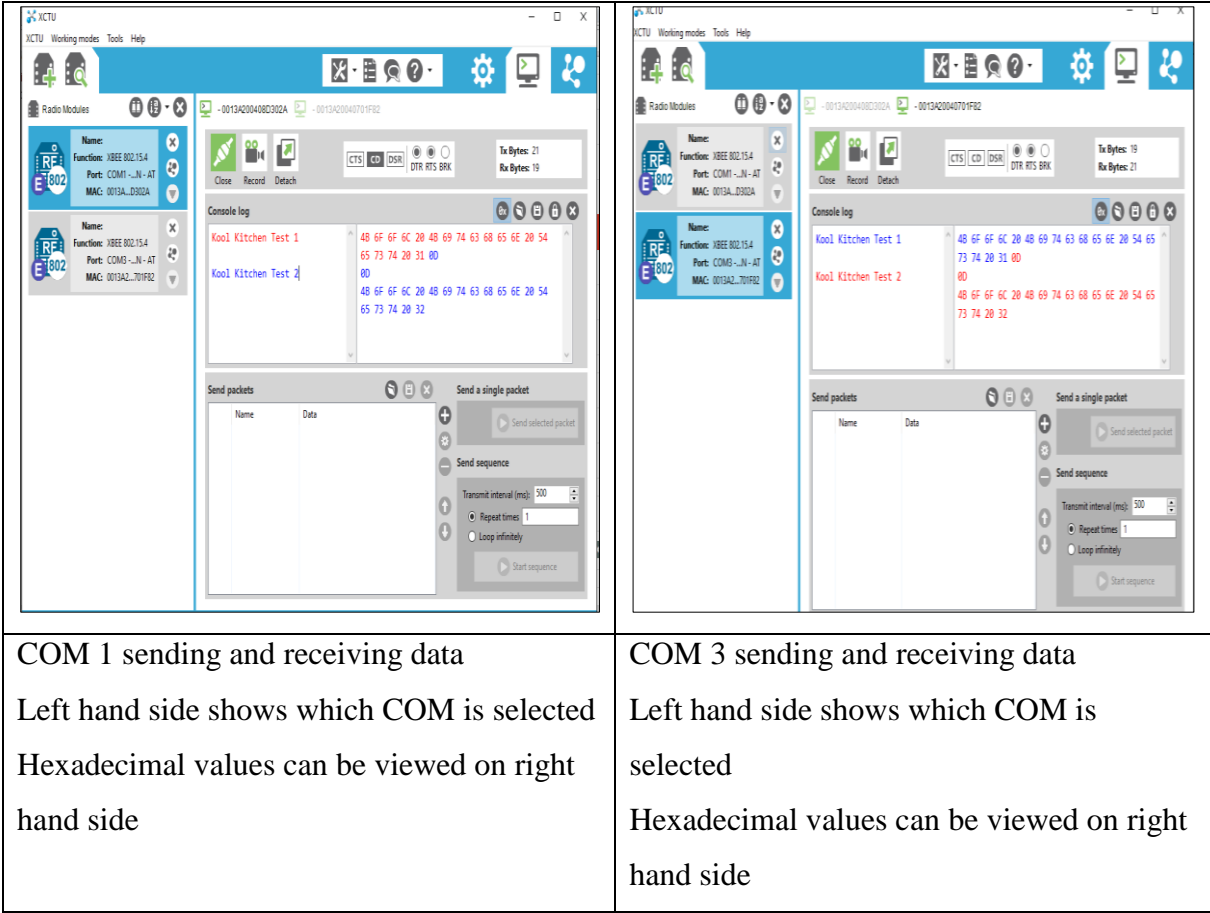 XCTU
XCTU Working modes Tools Help
Radio Modules
- 0013A200408D302A - 0013A20040701F82
Name:
Function: XBEE 802.15.4
Port: COM1 -...N - AT
MAC: 0013A...D302A
RF
E 802
Name:
Function: XBEE 802.15.4
Port: COM3 -...N - AT
MAC: 0013A2...701F82
RF
E 802
Close Record Detach
CTS CD DSR DTR RTS BRK
Tx Bytes: 21
Rx Bytes: 19
Console log
Kool Kitchen Test 1
Kool Kitchen Test 2
4B 6F 6F 6C 20 4B 69 74 63 68 65 6E 20 54
65 73 74 20 31 0D
0D
4B 6F 6F 6C 20 4B 69 74 63 68 65 6E 20 54
65 73 74 20 32
Send packets
Name Data
Send a single packet
Send selected packet
Send sequence
Transmit interval (ms): 500
Repeat times 1
Loop infinitely
Start sequence
XCTU
XCTU Working modes Tools Help
Radio Modules
- 0013A200408D302A - 0013A20040701F82
Name:
Function: XBEE 802.15.4
Port: COM1 -...N - AT
MAC: 0013A...D302A
RF
E 802
Name:
Function: XBEE 802.15.4
Port: COM3 -...N - AT
MAC: 0013A2...701F82
RF
E 802
Close Record Detach
CTS CD DSR DTR RTS BRK
Tx Bytes: 19
Rx Bytes: 21
Console log
Kool Kitchen Test 1
Kool Kitchen Test 2
4B 6F 6F 6C 20 4B 69 74 63 68 65 6E 20 54 65
73 74 20 31 0D
0D
4B 6F 6F 6C 20 4B 69 74 63 68 65 6E 20 54 65
73 74 20 32
Send packets
Name Data
Send a single packet
Send selected packet
Send sequence
Transmit interval (ms): 500
Repeat times 1
Loop infinitely
Start sequence
COM 1 sending and receiving data
Left hand side shows which COM is selected
Hexadecimal values can be viewed on right
hand side
COM 3 sending and receiving data
Left hand side shows which COM is
selected
Hexadecimal values can be viewed on right
hand side